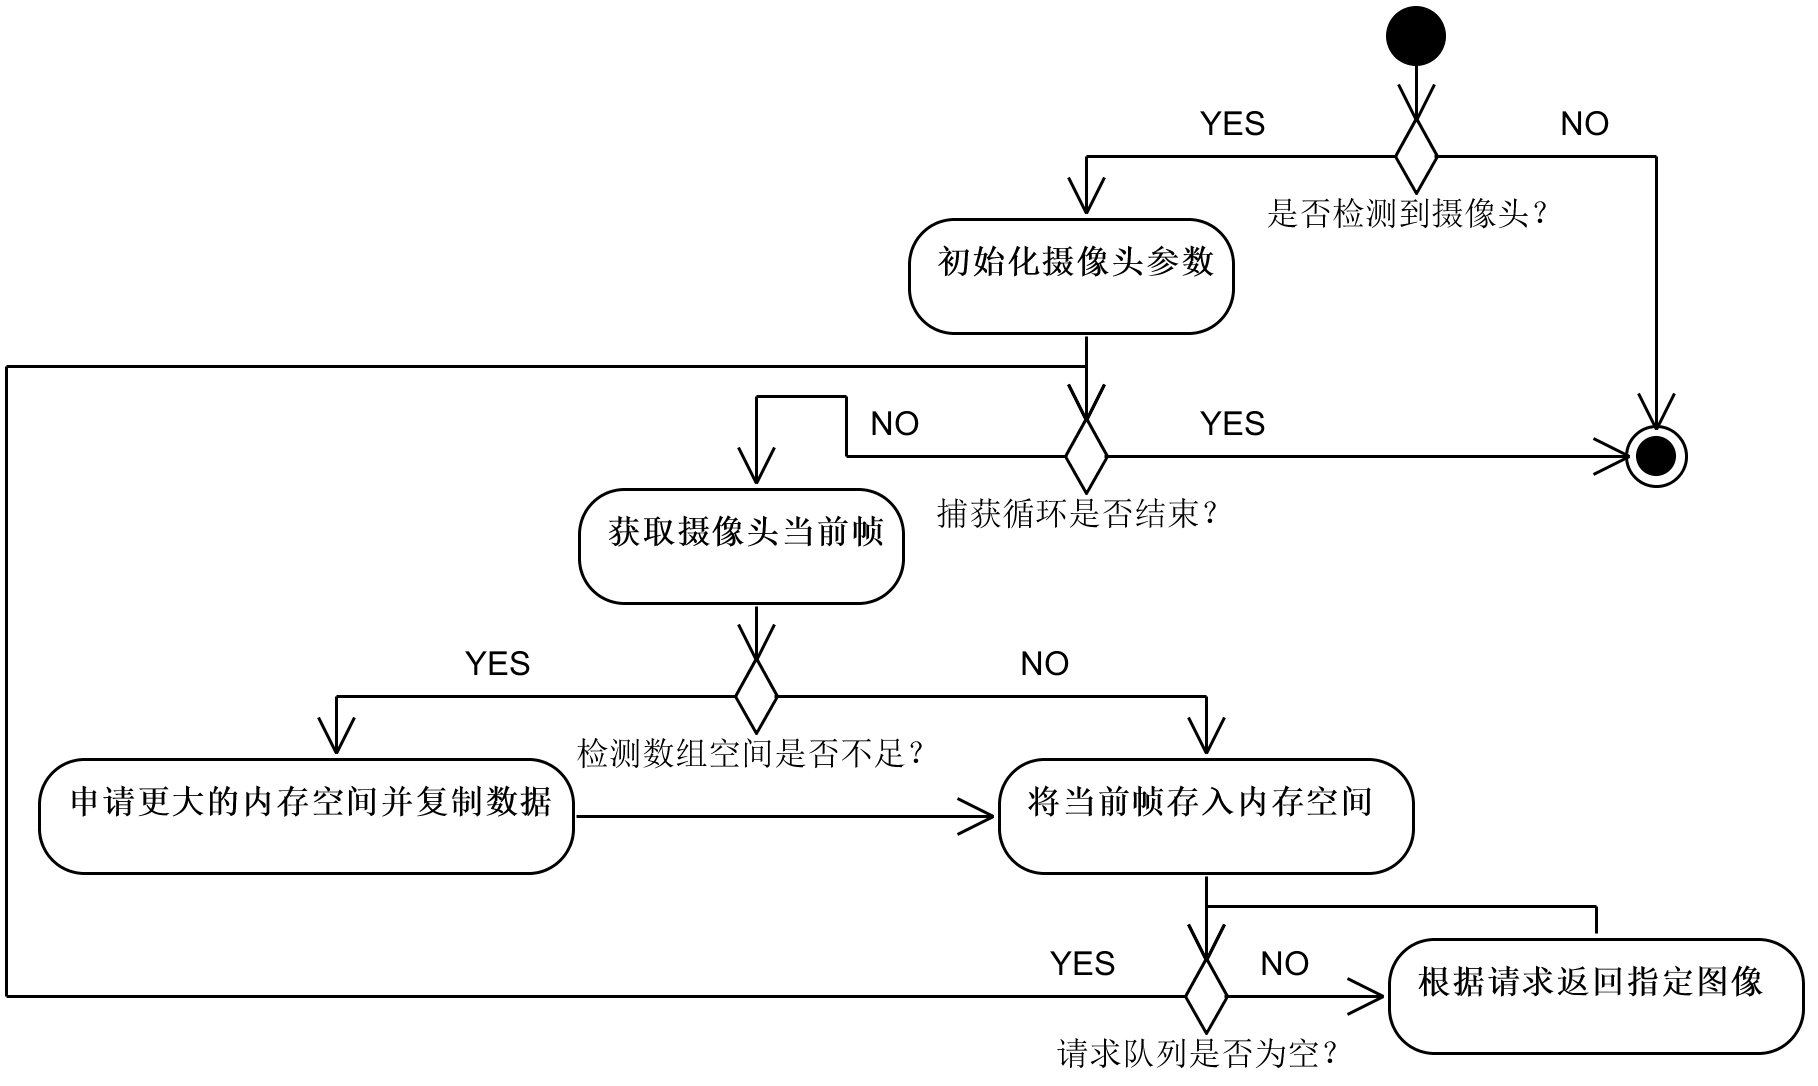 YES
NO
是否检测到摄像头？
初始化摄像头参数
NO
YES
捕获循环是否结束？
获取摄像头当前帧
YES
NO
检测数组空间是否不足？
申请更大的内存空间并复制数据
将当前帧存入内存空间
YES
NO
根据请求返回指定图像
请求队列是否为空？